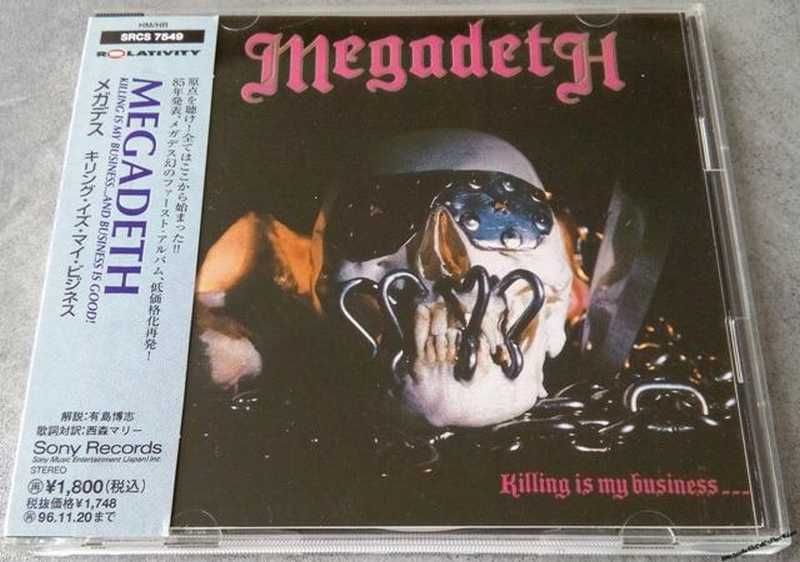 HM/HR
SRCS 7549
RELATIVITY
MEGADETH
KILLING IS MY BUSINESS...AND BUSINESS IS GOOD!
メガデス キリング・イズ・マイ・ビジネス
原点を聴け!全てはここから始まった!!
85年発表、メガデス幻のファースト・アルバム、低価格化再発!
解説:有島博志
歌詞対訳:西森マリー
Sony Records
Sony Music Entertainment (Japan) Inc.
STEREO
再¥1,800(税込)
税抜価格¥1,748
再96.11.20まで
Megadeth
Killing is my business...